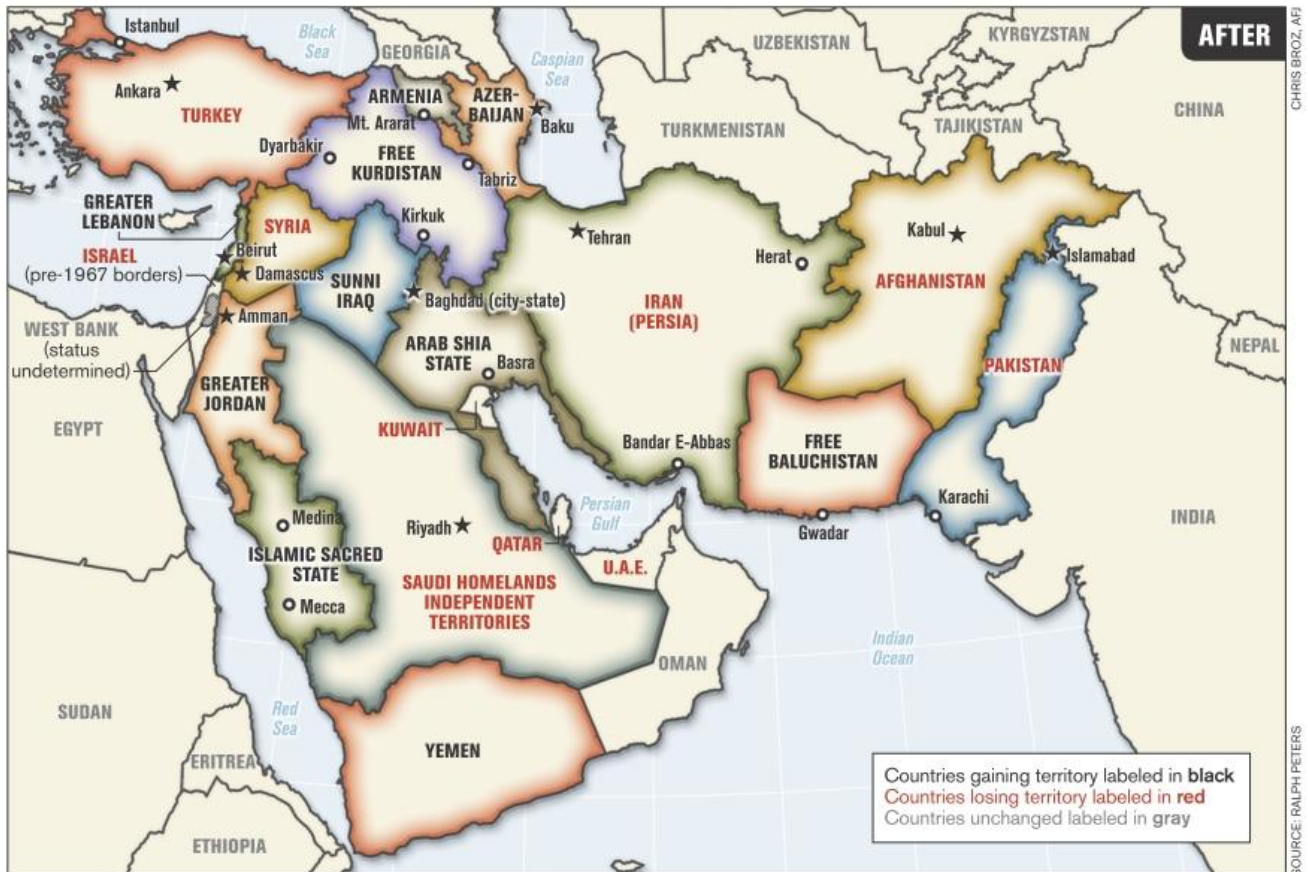 AFTER
CHRIS BROZ, AFJ
Istanbul
Black
Sea
GEORGIA
Caspian
Sea
UZBEKISTAN
KYRGYZSTAN
Ankara
TURKEY
ARMENIA
AZER-
BAIJAN
Baku
Mt. Ararat
TURKMENISTAN
TAJIKISTAN
CHINA
Dyarbakir
FREE
KURDISTAN
Tabriz
GREATER
LEBANON
SYRIA
Kirkuk
Tehran
Herat
Kabul
Islamabad
ISRAEL
(pre-1967 borders)
Beirut
Damascus
SUNNI
IRAQ
Baghdad (city-state)
IRAN
(PERSIA)
AFGHANISTAN
WEST BANK
(status
undetermined)
Amman
ARAB SHIA
STATE
Basra
PAKISTAN
NEPAL
GREATER
JORDAN
EGYPT
KUWAIT
Bandar E-Abbas
FREE
BALUCHISTAN
Karachi
Gwadar
INDIA
Medina
ISLAMIC SACRED
STATE
Mecca
Riyadh
Persian
Gulf
QATAR
U.A.E.
SAUDI HOMELANDS
INDEPENDENT
TERRITORIES
OMAN
Indian
Ocean
SUDAN
Red
Sea
YEMEN
ERITREA
ETHIOPIA
Countries gaining territory labeled in black
Countries losing territory labeled in red
Countries unchanged labeled in gray
SOURCE: RALPH PETERS